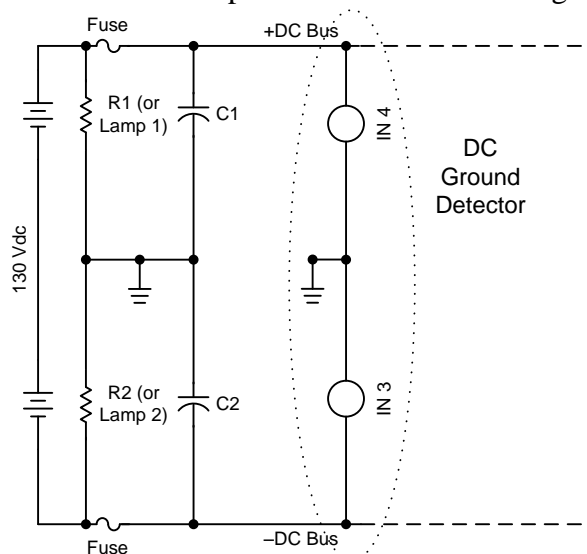 Fuse
+DC Bus
R1 (or
Lamp 1)
C1
IN 4
DC
Ground
Detector
130 Vdc
R2 (or
Lamp 2)
C2
IN 3
–DC Bus
Fuse